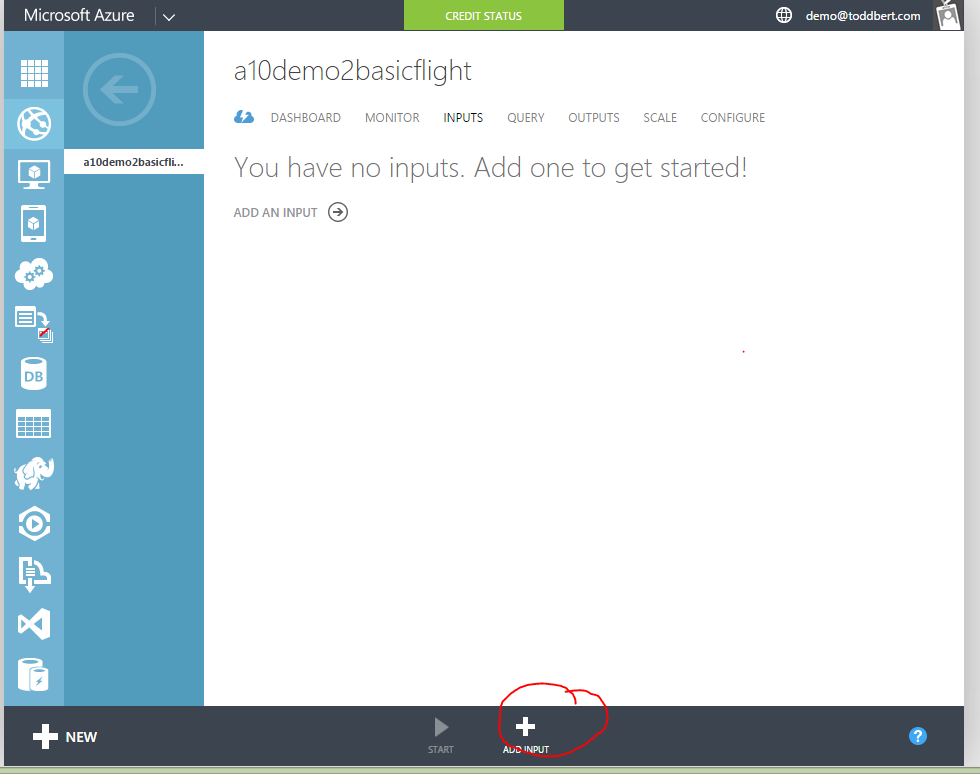 Microsoft Azure
CREDIT STATUS
demo@toddbert.com
a10demo2basicflight
DASHBOARD MONITOR INPUTS QUERY OUTPUTS SCALE CONFIGURE
a10demo2basicfli...
You have no inputs. Add one to get started!
ADD AN INPUT
DB
NEW
START
ADD INPUT
?